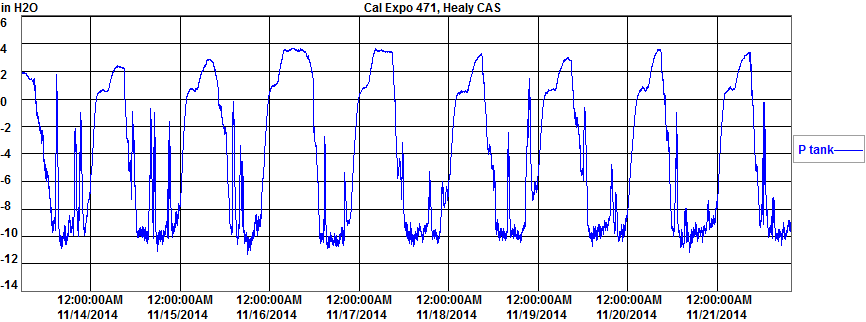 in H2O
Cal Expo 471, Healy CAS
6
4
2
0
-2
-4
-6
-8
-10
-12
-14
P tank
12:00:00AM 12:00:00AM 12:00:00AM 12:00:00AM 12:00:00AM 12:00:00AM 12:00:00AM 12:00:00AM
11/14/2014 11/15/2014 11/16/2014 11/17/2014 11/18/2014 11/19/2014 11/20/2014 11/21/2014